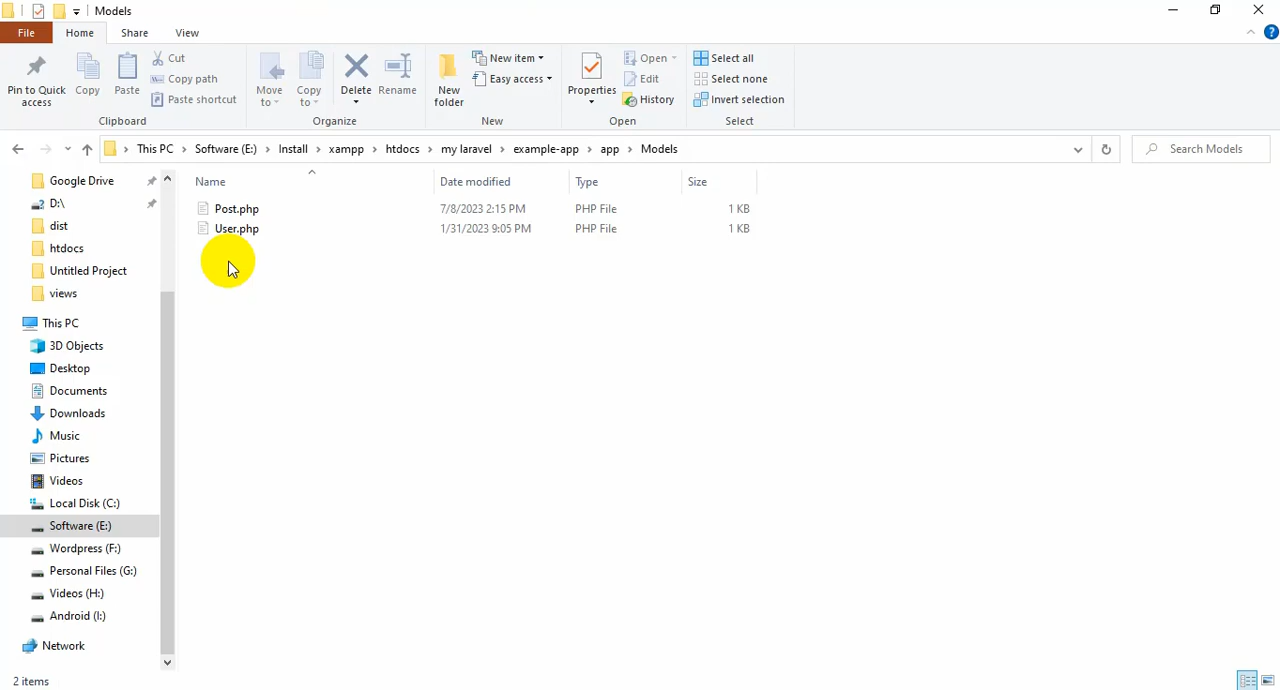 Models
File Home Share View
Pin to Quick access
Copy
Paste
Cut
Copy path
Paste shortcut
Clipboard
Move to
Copy to
Delete
Rename
Organize
New folder
New item
Easy access
New
Properties
Open
Edit
History
Open
Select all
Select none
Invert selection
Select
This PC > Software (E:) > Install > xampp > htdocs > my laravel > example-app > app > Models
Search Models
Name Date modified Type Size
Post.php 7/8/2023 2:15 PM PHP File 1 KB
User.php 1/31/2023 9:05 PM PHP File 1 KB
Google Drive
D:\
dist
htdocs
Untitled Project
views
This PC
3D Objects
Desktop
Documents
Downloads
Music
Pictures
Videos
Local Disk (C:)
Software (E:)
Wordpress (F:)
Personal Files (G:)
Videos (H:)
Android (I:)
Network
2 items